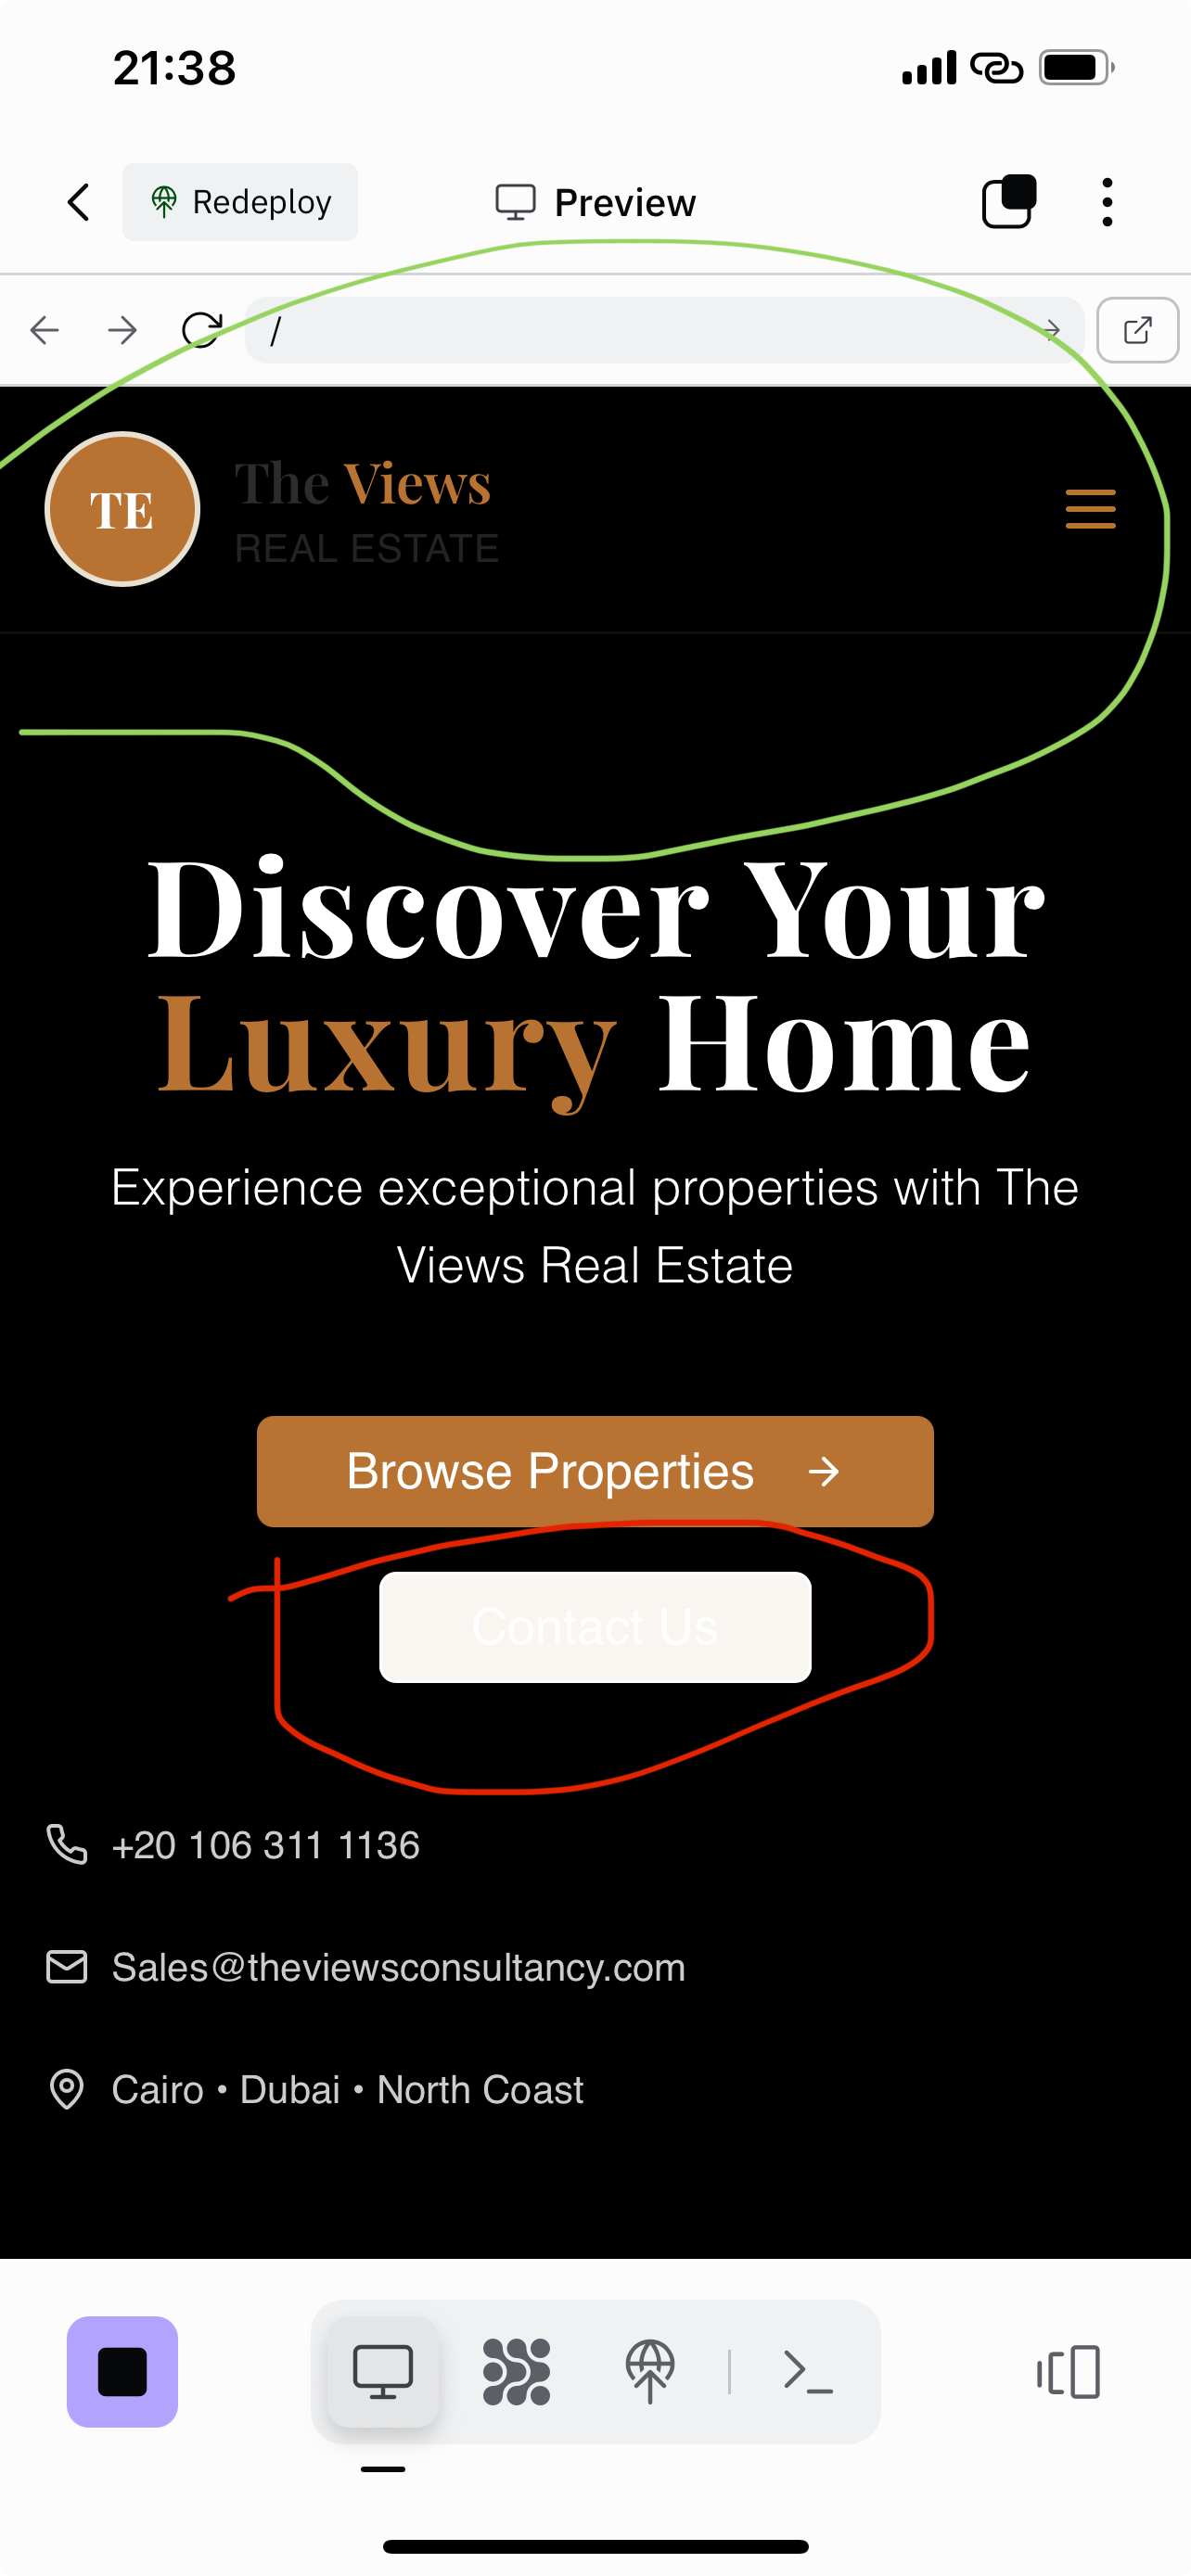 21:38
Redeploy
Preview
/
TE
The Views
REAL ESTATE
Discover Your
Luxury Home
Experience exceptional properties with The
Views Real Estate
Browse Properties
Contact Us
+20 106 311 1136
Sales@theviewsconsultancy.com
Cairo • Dubai • North Coast